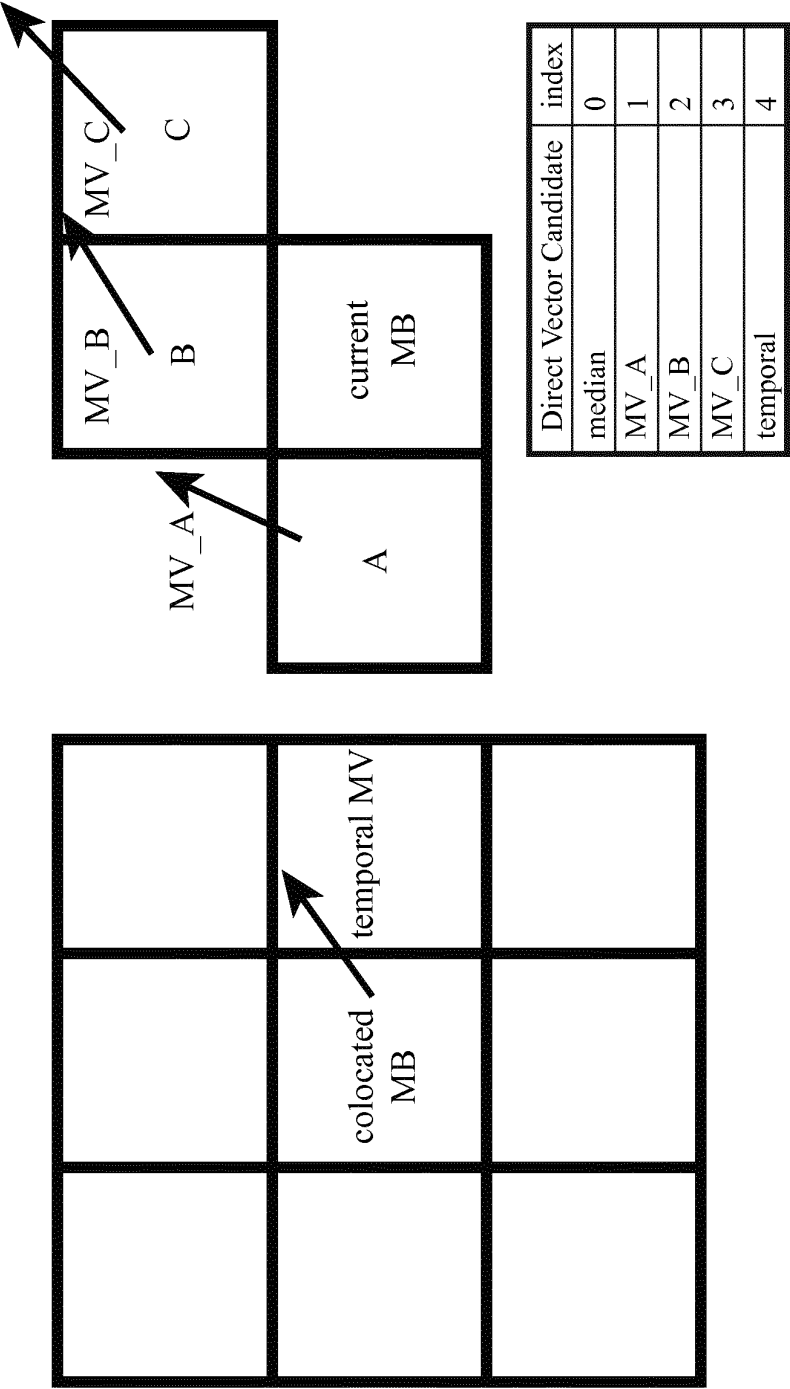 colocated
MB
temporal MV
MV_A
A
MV_B
B
MV_C
C
current
MB
Direct Vector Candidate index
median 0
MV_A 1
MV_B 2
MV_C 3
temporal 4